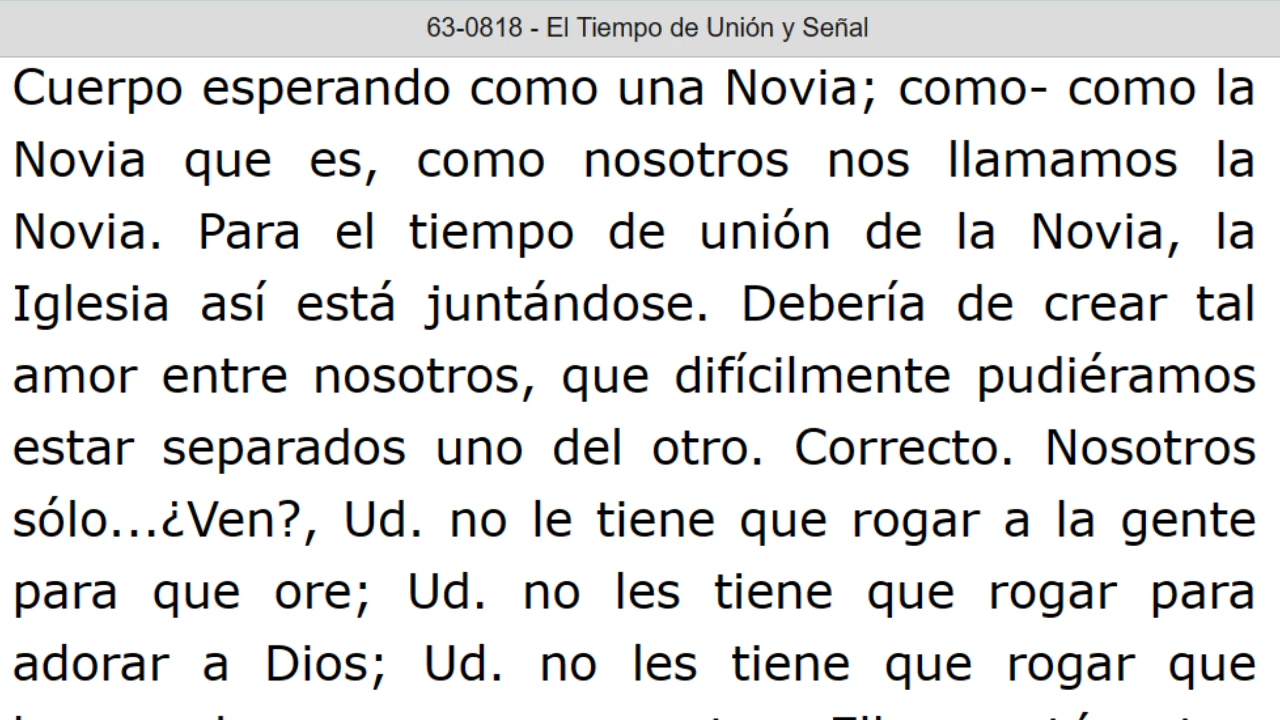 63-0818 - El Tiempo de Unión y Señal
Cuerpo esperando como una Novia; como- como la
Novia que es, como nosotros nos llamamos la
Novia. Para el tiempo de unión de la Novia, la
Iglesia así está juntándose. Debería de crear tal
amor entre nosotros, que difícilmente pudiéramos
estar separados uno del otro. Correcto. Nosotros
sólo...¿Ven?, Ud. no le tiene que rogar a la gente
para que ore; Ud. no les tiene que rogar para
adorar a Dios; Ud. no les tiene que rogar que